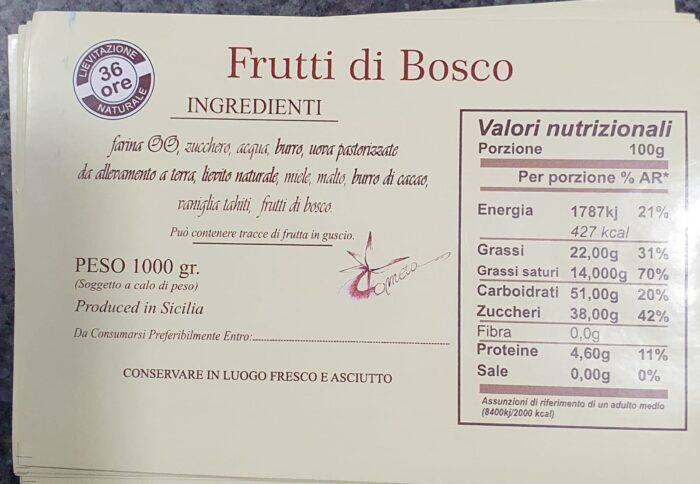 LIEVITAZIONE
36
ore
NATURALE
Frutti di Bosco
INGREDIENTI
farina 00, zucchero, acqua, burro, uova pastorizzate
da allevamento a terra, lievito naturale, miele, malto, burro di cacao,
vaniglia tahiti, frutti di bosco.
Può contenere tracce di frutta in guscio.
PESO 1000 gr.
(Soggetto a calo di peso)
Produced in Sicilia
Da Consumarsi Preferibilmente Entro:
CONSERVARE IN LUOGO FRESCO E ASCIUTTO
Valori nutrizionali
Porzione 100g
Per porzione % AR*
Energia 1787kj 21%
427 kcal
Grassi 22,00g 31%
Grassi saturi 14,000g 70%
Carboidrati 51,00g 20%
Zuccheri 38,00g 42%
Fibra 0,0g
Proteine 4,60g 11%
Sale 0,00g 0%
Assunzioni di riferimento di un adulto medio
(8400kj/2000 kcal)